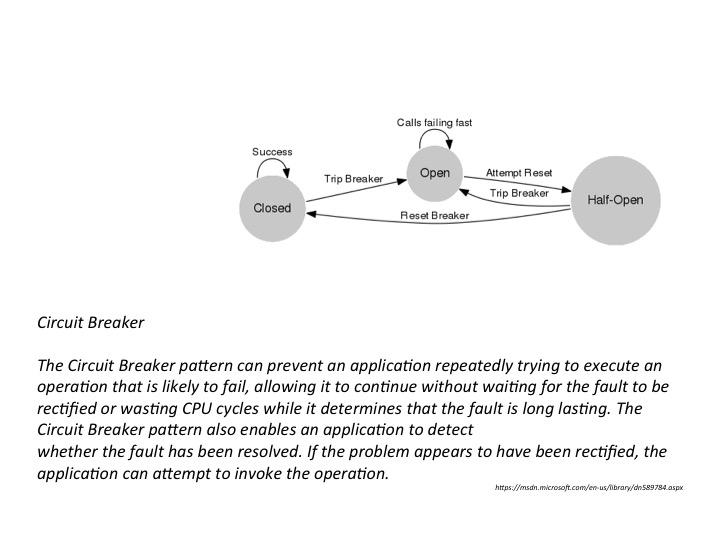 Calls failing fast
Success
Trip Breaker
Open
Attempt Reset
Trip Breaker
Half-Open
Closed
Reset Breaker
Circuit Breaker
The Circuit Breaker pattern can prevent an application repeatedly trying to execute an
operation that is likely to fail, allowing it to continue without waiting for the fault to be
rectified or wasting CPU cycles while it determines that the fault is long lasting. The
Circuit Breaker pattern also enables an application to detect
whether the fault has been resolved. If the problem appears to have been rectified, the
application can attempt to invoke the operation.
https://msdn.microsoft.com/en-us/library/dn589784.aspx